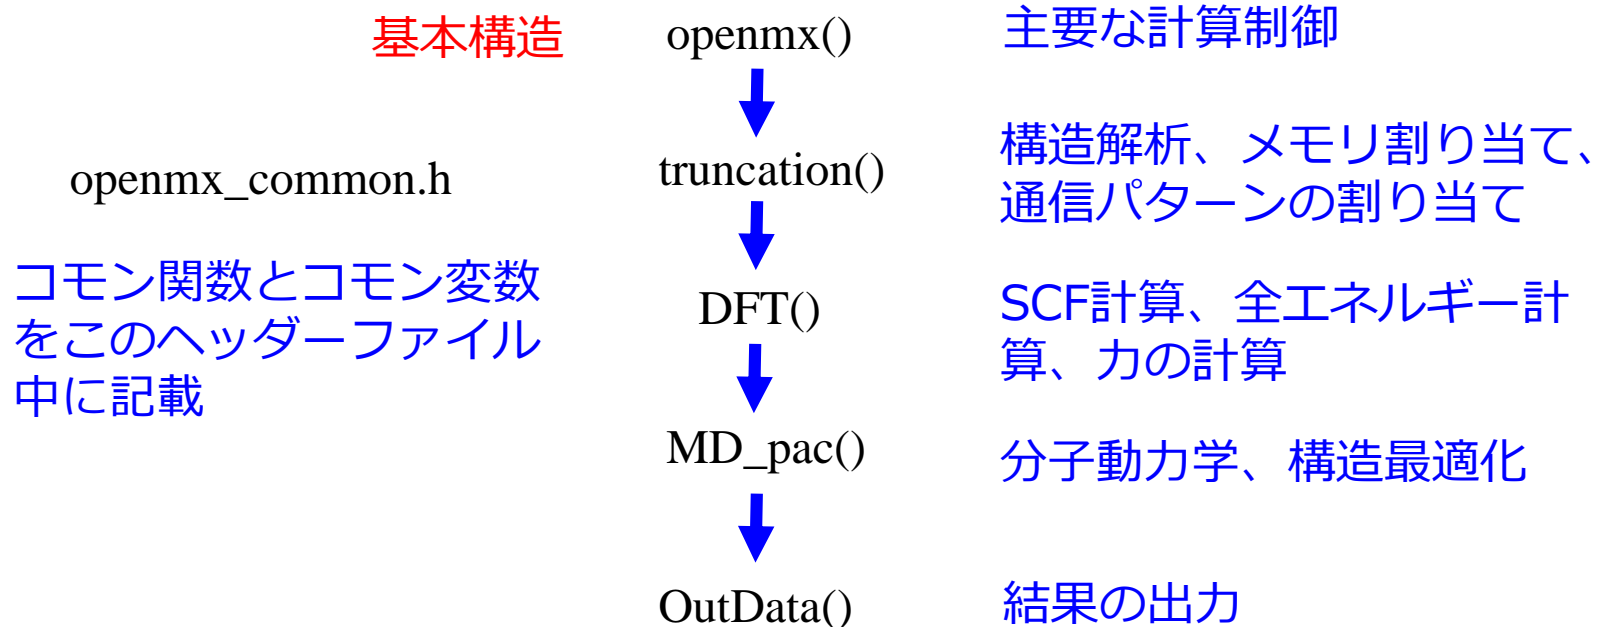 基本構造
openmx()
主要な計算制御
openmx_common.h
truncation()
構造解析、メモリ割り当て、
通信パターンの割り当て
コモン関数とコモン変数
をこのヘッダーファイル
中に記載
DFT()
SCF計算、全エネルギー計
算、力の計算
MD_pac()
分子動力学、構造最適化
OutData()
結果の出力